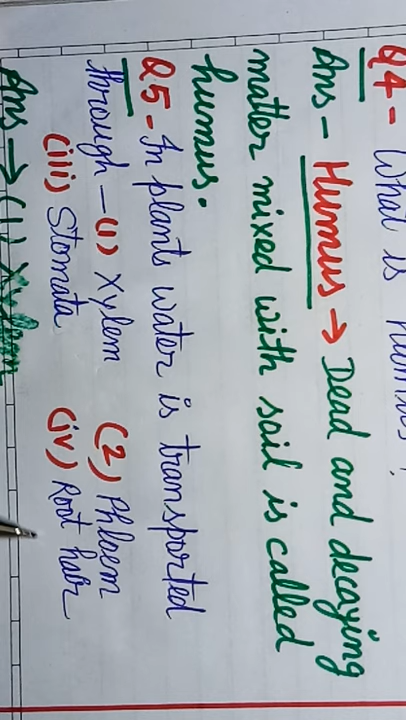 Q4- What is humus?
Ans- Humus → Dead and decaying
matter mixed with soil is called
humus.
Q5-In plants water is transported
through - (1) Xylem (2) Phloem
(iii) Stomata (iv) Root hair
Ans → (1) Xylem